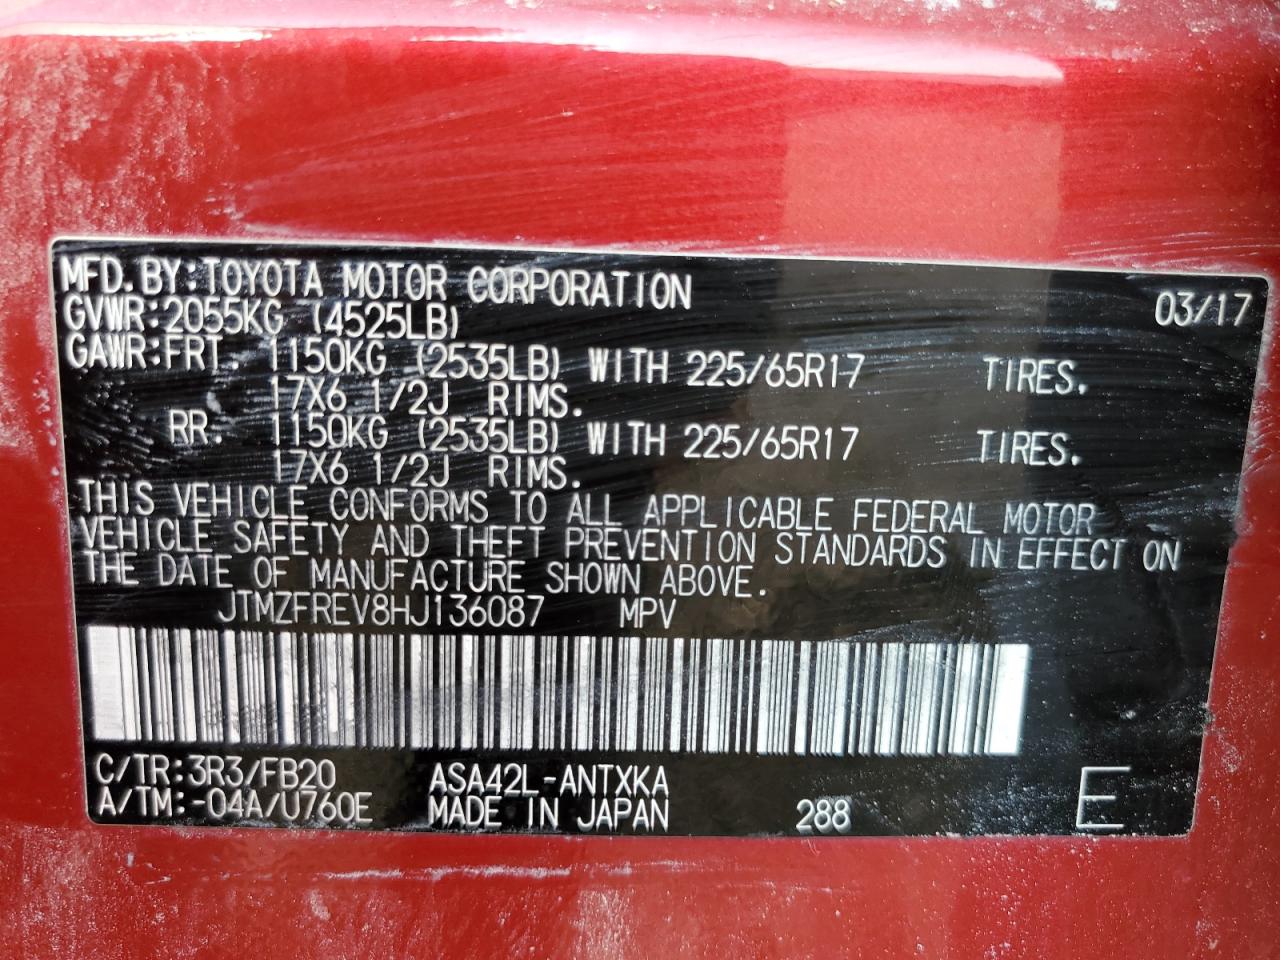 MFD.BY:TOYOTA MOTOR CORPORATION 03/17
GVWR:2055KG (4525LB)
GAWR:FRT. 1150KG (2535LB) WITH 225/65R17 TIRES.
17X6 1/2J RIMS.
RR. 1150KG (2535LB) WITH 225/65R17 TIRES.
17X6 1/2J RIMS.
THIS VEHICLE CONFORMS TO ALL APPLICABLE FEDERAL MOTOR
VEHICLE SAFETY AND THEFT PREVENTION STANDARDS IN EFFECT ON
THE DATE OF MANUFACTURE SHOWN ABOVE.
JTMZFREV8HJ136087 MPV
C/TR:3R3/FB20 ASA42L-ANTXKA
A/TM:-04A/U760E MADE IN JAPAN 288 E